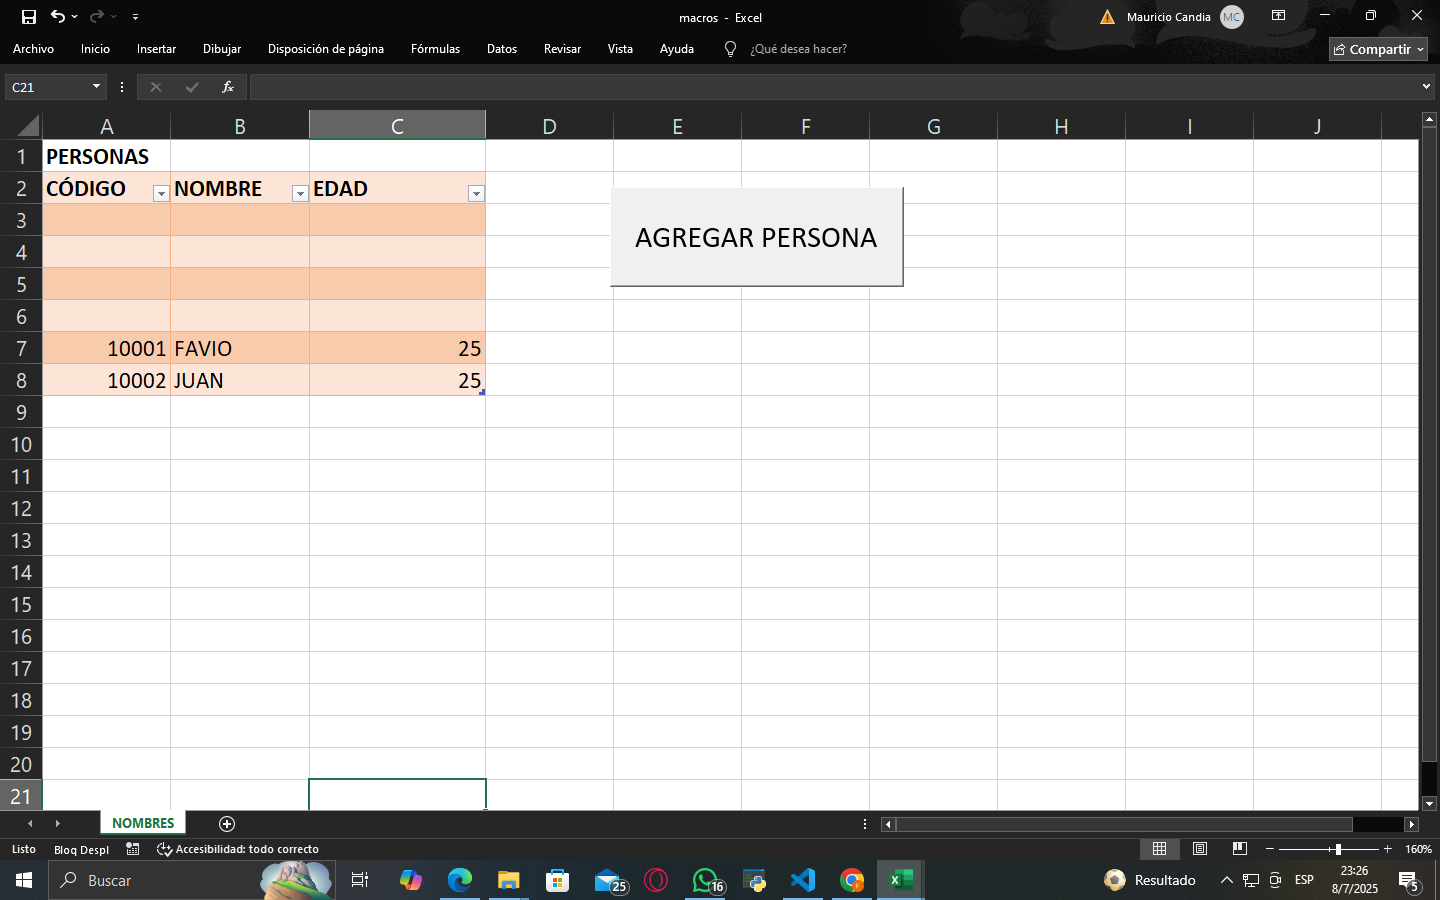 macros - Excel
Mauricio Candia MC
Archivo Inicio Insertar Dibujar Disposición de página Fórmulas Datos Revisar Vista Ayuda ¿Qué desea hacer? Compartir
C21 fx
A B C D E F G H I J
1 PERSONAS
2 CÓDIGO NOMBRE EDAD
3
AGREGAR PERSONA
4
5
6
7 10001 FAVIO 25
8 10002 JUAN 25
9
10
11
12
13
14
15
16
17
18
19
20
21
NOMBRES
Listo Bloq Despl Accesibilidad: todo correcto 160%
Buscar 25 16 Resultado ESP 23:26
8/7/2025 5